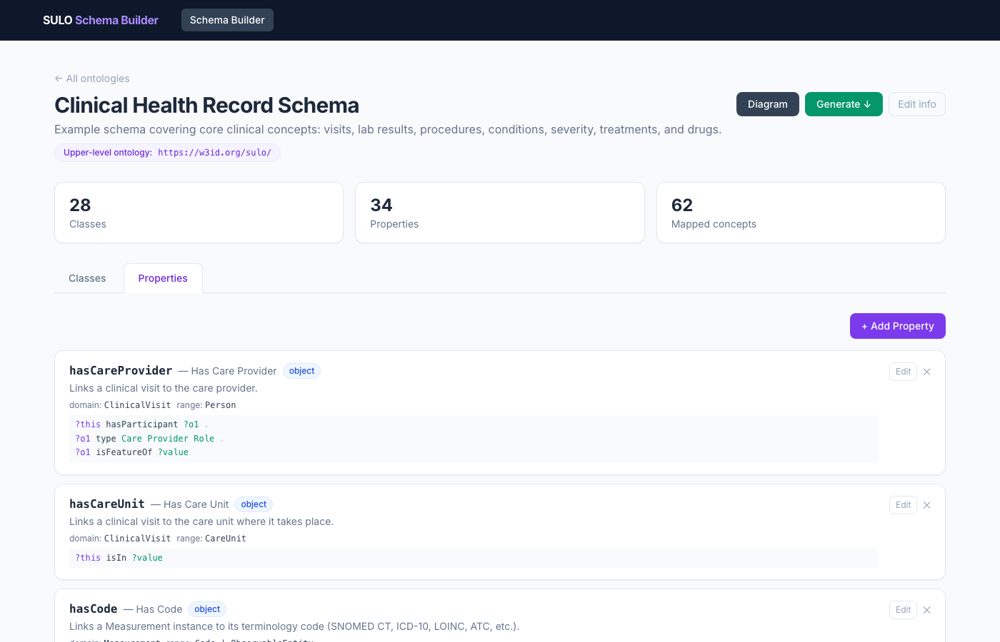 SULO Schema Builder
Schema Builder
← All ontologies
Clinical Health Record Schema
Diagram
Generate ↓
Edit info
Example schema covering core clinical concepts: visits, lab results, procedures, conditions, severity, treatments, and drugs.
Upper-level ontology: https://w3id.org/sulo/
28
Classes
34
Properties
62
Mapped concepts
Classes
Properties
+ Add Property
hasCareProvider — Has Care Provider object
Edit ×
Links a clinical visit to the care provider.
domain: ClinicalVisit range: Person
?this hasParticipant ?o1 .
?o1 type Care Provider Role .
?o1 isFeatureOf ?value
hasCareUnit — Has Care Unit object
Edit ×
Links a clinical visit to the care unit where it takes place.
domain: ClinicalVisit range: CareUnit
?this isIn ?value
hasCode — Has Code object
Edit ×
Links a Measurement instance to its terminology code (SNOMED CT, ICD-10, LOINC, ATC, etc.).
domain: Measurement range: Code | ObservableEntity